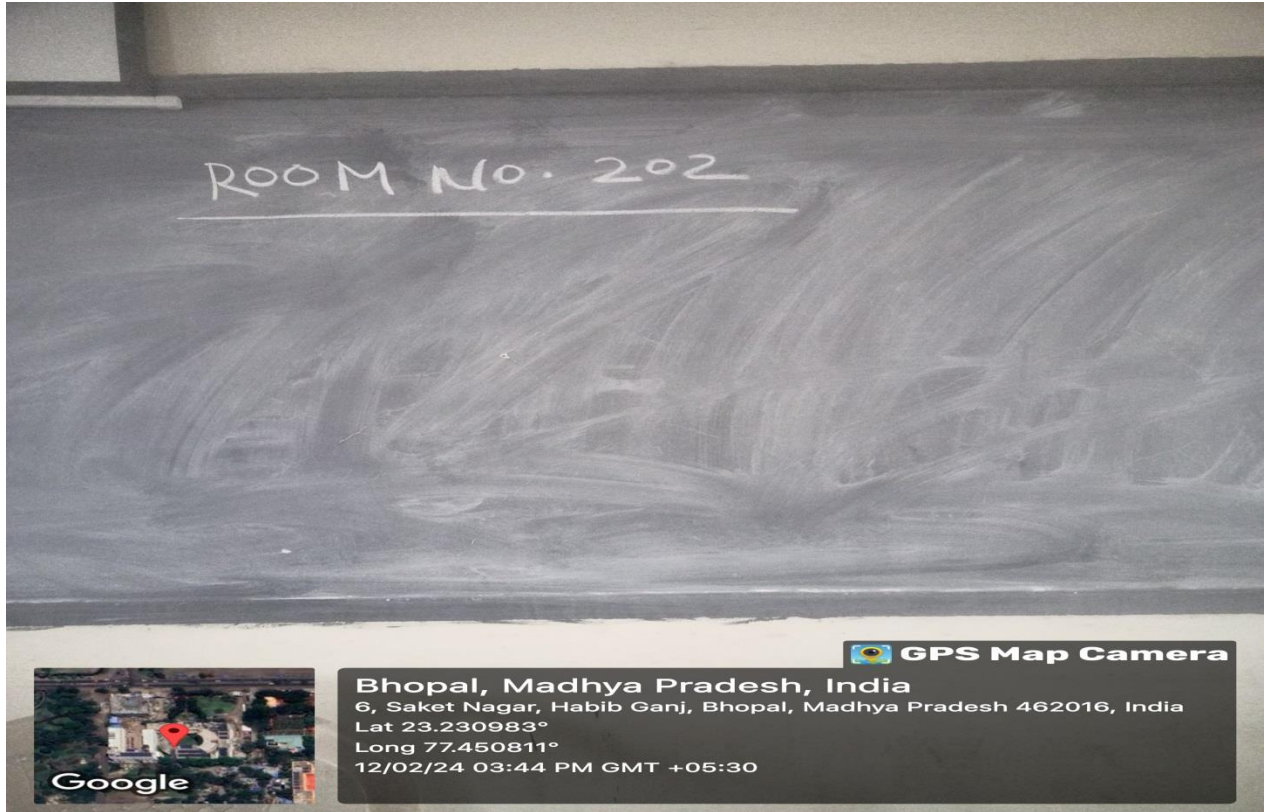 ROOM NO. 202
GPS Map Camera
Bhopal, Madhya Pradesh, India
6, Saket Nagar, Habib Ganj, Bhopal, Madhya Pradesh 462016, India
Lat 23.230983°
Long 77.450811°
12/02/24 03:44 PM GMT +05:30
Google